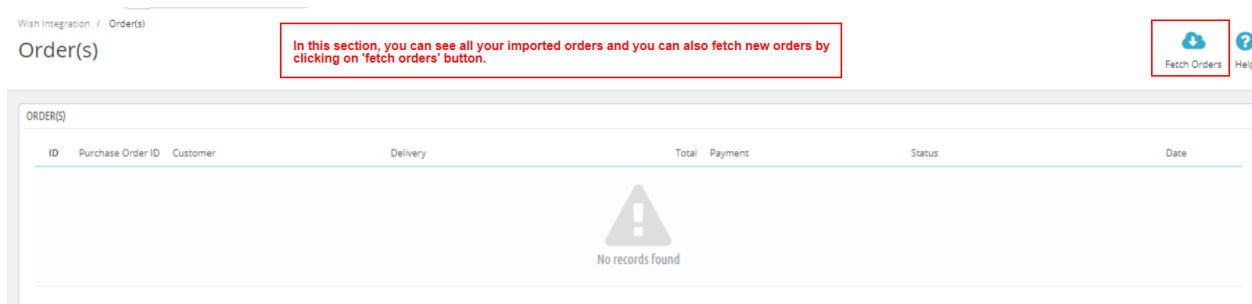 Wish Integration / Order(s)
Order(s)
In this section, you can see all your imported orders and you can also fetch new orders by
clicking on 'fetch orders' button.
Fetch Orders
Help
ORDER(S)
ID Purchase Order ID Customer Delivery Total Payment Status Date
No records found